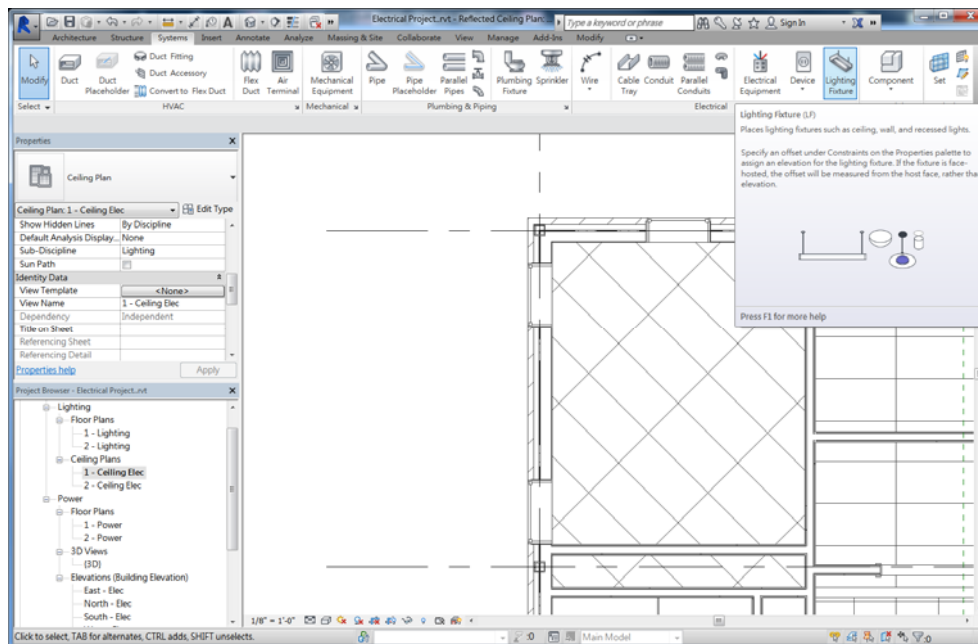 Electrical Project..rvt - Reflected Ceiling Plan:...
Type a keyword or phrase
Sign In
Architecture Structure Systems Insert Annotate Analyze Massing & Site Collaborate View Manage Add-Ins Modify
Modify
Duct
Duct Placeholder
Duct Fitting
Duct Accessory
Convert to Flex Duct
Flex Duct
Air Terminal
Mechanical Equipment
Pipe
Pipe Placeholder
Parallel Pipes
Plumbing Fixture
Sprinkler
Wire
Cable Tray
Conduit
Parallel Conduits
Electrical Equipment
Device
Lighting Fixture
Component
Set
Select HVAC Mechanical Plumbing & Piping Electrical
Lighting Fixture (LF)
Places lighting fixtures such as ceiling, wall, and recessed lights.
Specify an offset under Constraints on the Properties palette to
assign an elevation for the lighting fixture. If the fixture is face-
hosted, the offset will be measured from the host face, rather tha
elevation.
Press F1 for more help
Properties
Ceiling Plan
Ceiling Plan: 1 - Ceiling Elec Edit Type
Show Hidden Lines By Discipline
Default Analysis Display... None
Sub-Discipline Lighting
Sun Path
Identity Data
View Template <None>
View Name 1 - Ceiling Elec
Dependency Independent
Title on Sheet
Referencing Sheet
Referencing Detail
Properties help Apply
Project Browser - Electrical Project..rvt
Lighting
Floor Plans
1 - Lighting
2 - Lighting
Ceiling Plans
1 - Ceiling Elec
2 - Ceiling Elec
Power
Floor Plans
1 - Power
2 - Power
3D Views
{3D}
Elevations (Building Elevation)
East - Elec
North - Elec
South - Elec
1/8" = 1'-0"
Click to select, TAB for alternates, CTRL adds, SHIFT unselects.
:0
Main Model
:0